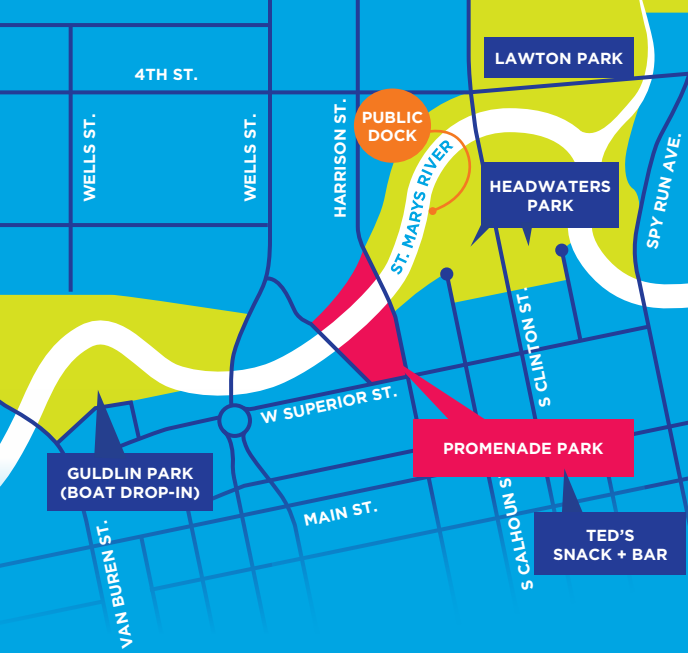 LAWTON PARK
4TH ST.
PUBLIC
DOCK
WELLS ST.
WELLS ST.
HARRISON ST.
ST. MARYS RIVER
HEADWATERS
PARK
SPY RUN AVE.
S CLINTON ST.
W SUPERIOR ST.
PROMENADE PARK
GULDLIN PARK
(BOAT DROP-IN)
MAIN ST.
S CALHOUN ST.
TED'S
SNACK + BAR
VAN BUREN ST.